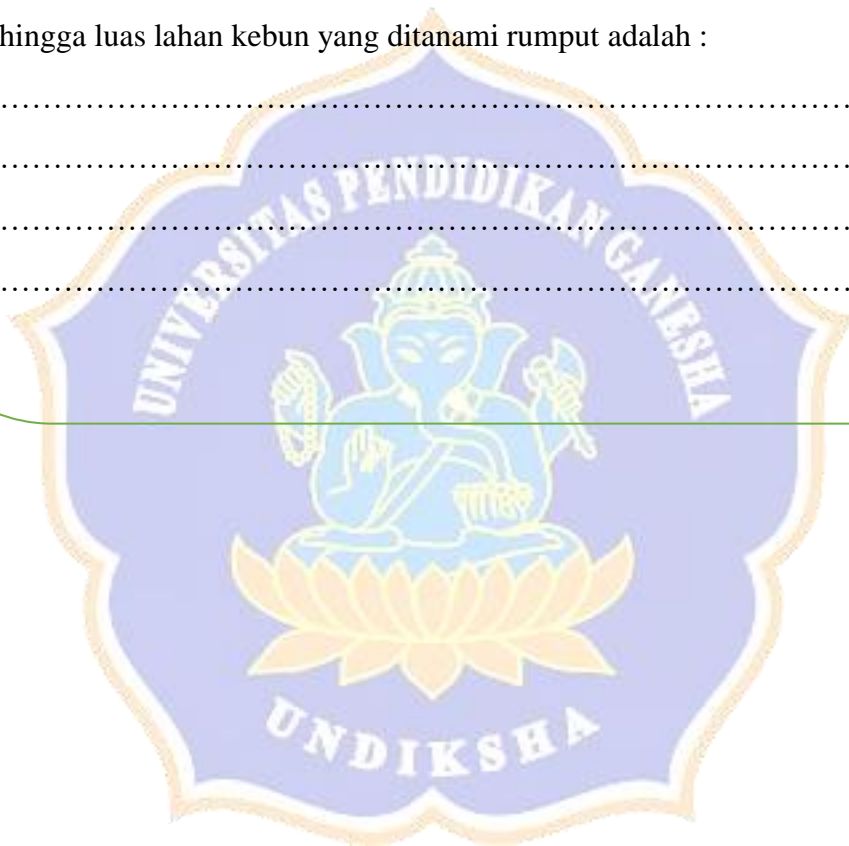 hingga luas lahan kebun yang ditanami rumput adalah :
……………………………………………………………………………
……………………………………………………………………………
……………………………………………………………………………
……………………………………………………………………………
UNIVERSITAS PENDIDIKAN GANESHA
UNDIKSHA